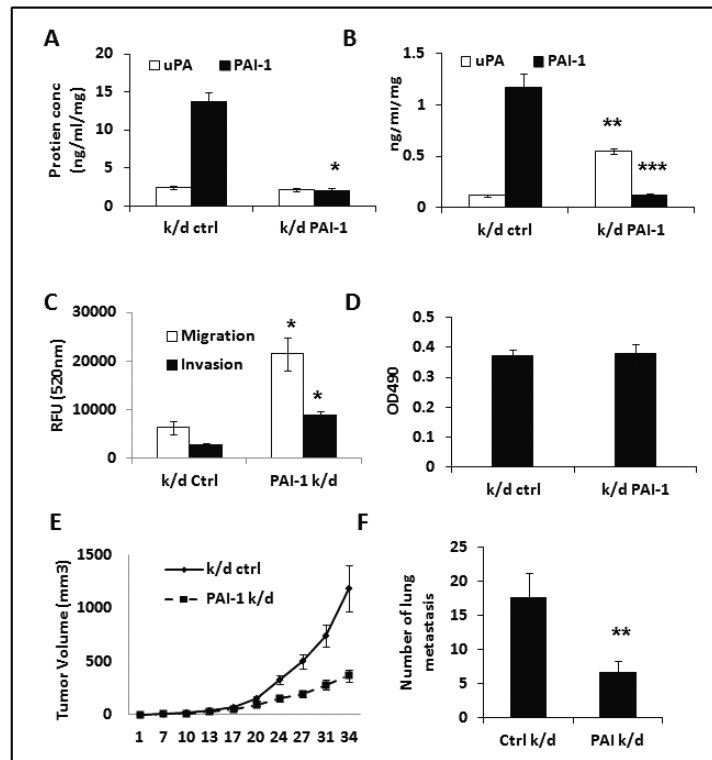 A
uPA PAI-1
Protien conc
(ng/ml/mg)
20
15
10
5
0
*
k/d ctrl k/d PAI-1
B
uPA PAI-1
ng/ml/mg
1.5
1
0.5
0
**
***
k/d ctrl k/d PAI-1
C
Migration
Invasion
RFU (520nm)
30000
20000
10000
0
*
*
k/d Ctrl PAI-1 k/d
D
OD490
0.5
0.4
0.3
0.2
0.1
0
k/d ctrl k/d PAI-1
E
k/d ctrl
PAI-1 k/d
Tumor Volume (mm3)
1500
1000
500
0
1 7 10 13 17 20 24 27 31 34
F
Number of lung
metastasis
25
20
15
10
5
0
**
Ctrl k/d PAI k/d